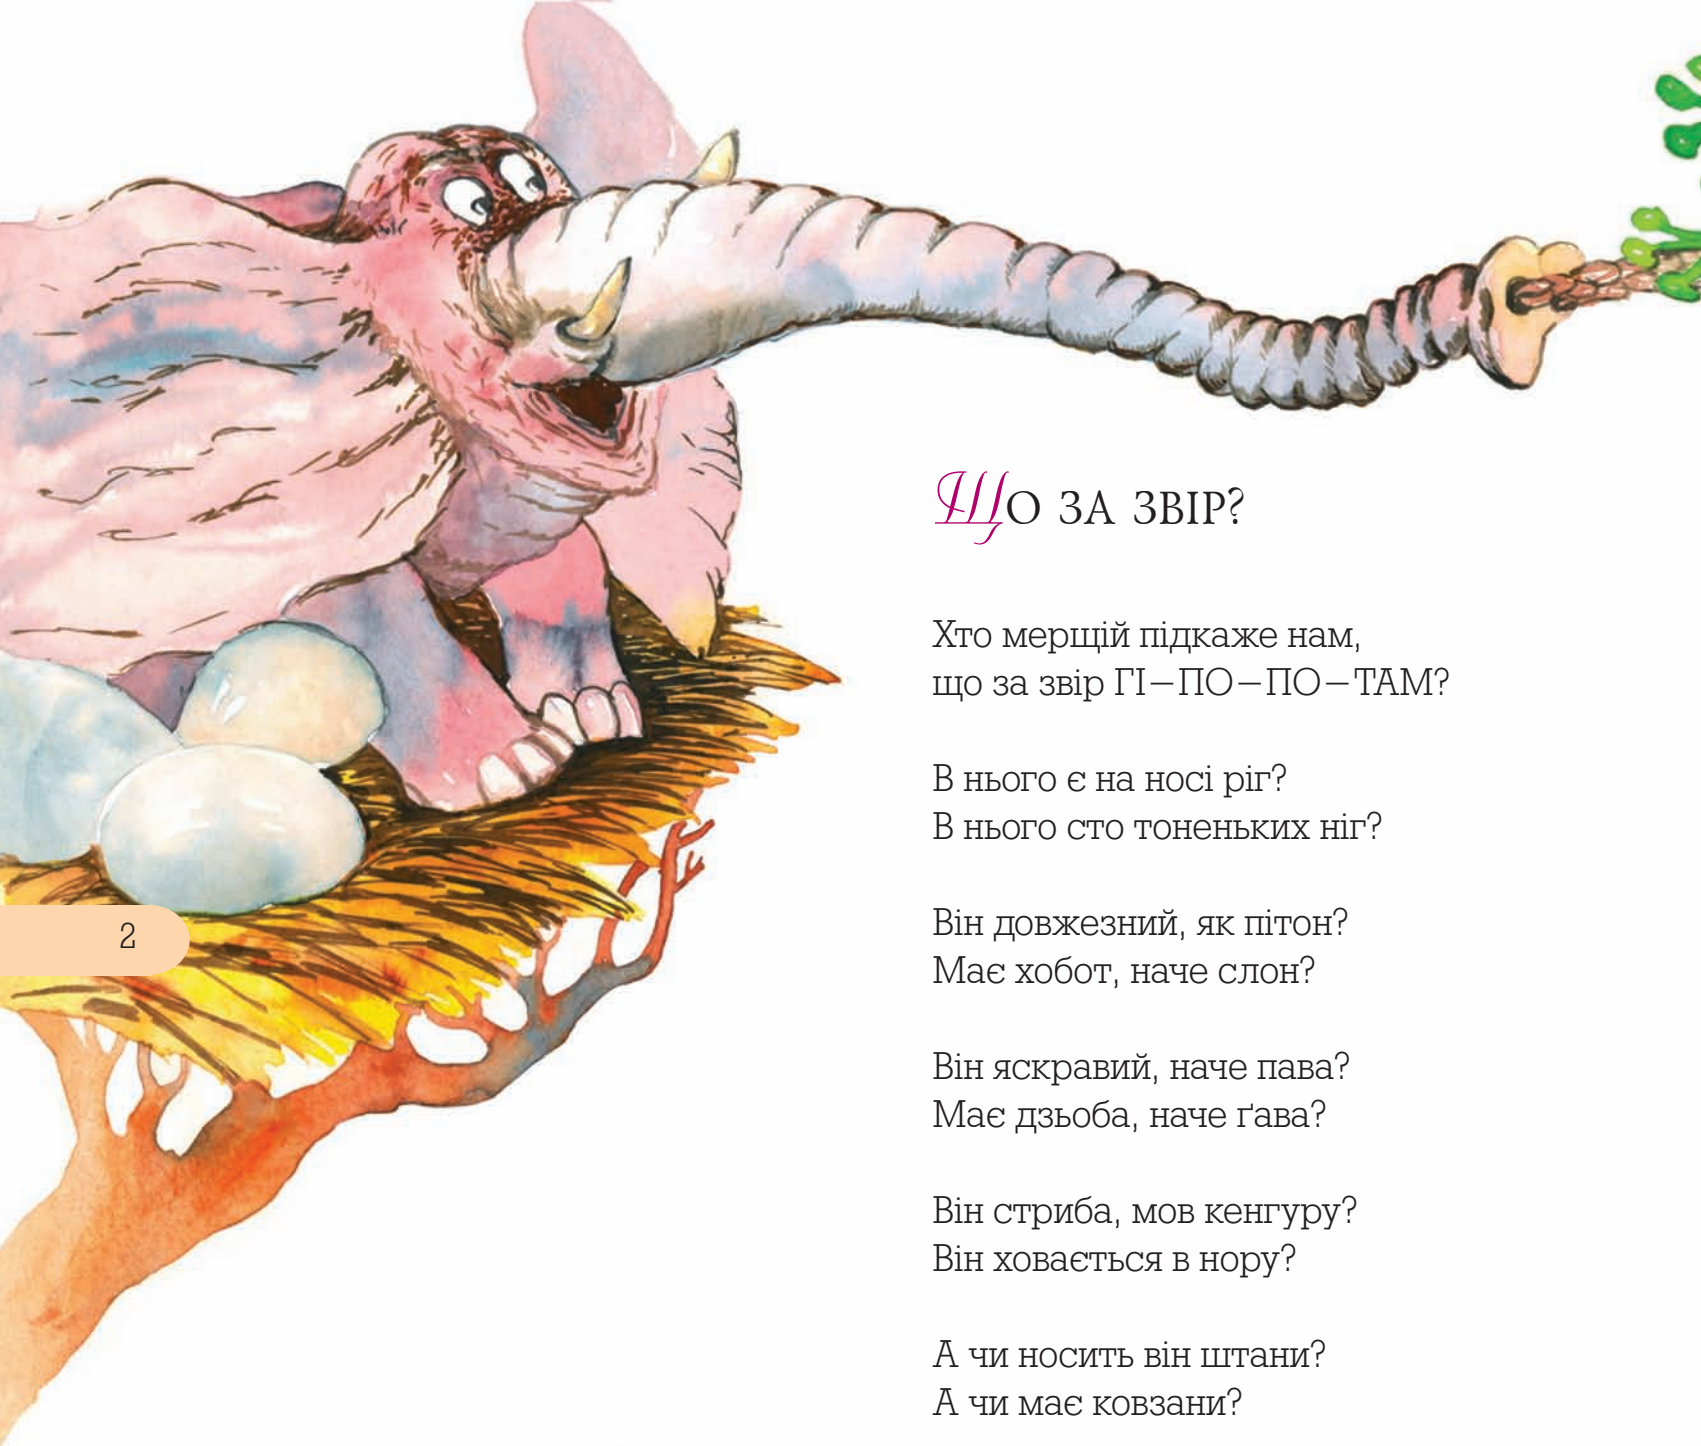 Що за звір?
Хто мерщій підкаже нам,
що за звір ГІ—ПО—ПО—ТАМ?
В нього є на носі ріг?
В нього сто тоненьких ніг?
Він довжезний, як пітон?
Має хобот, наче слон?
Він яскравий, наче пава?
Має дзьоба, наче ґава?
Він стриба, мов кенгуру?
Він ховається в нору?
А чи носить він штани?
А чи має ковзани?
2